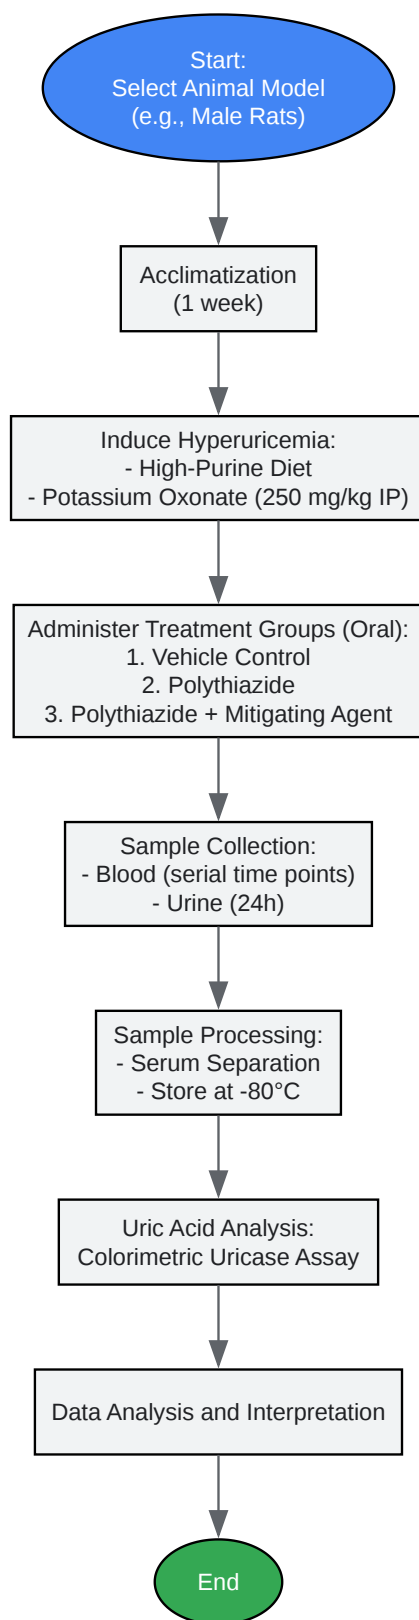 Start:
Select Animal Model
(e.g., Male Rats)
Acclimatization
(1 week)
Induce Hyperuricemia:
- High-Purine Diet
- Potassium Oxonate (250 mg/kg IP)
Administer Treatment Groups (Oral):
1. Vehicle Control
2. Polythiazide
3. Polythiazide + Mitigating Agent
Sample Collection:
- Blood (serial time points)
- Urine (24h)
Sample Processing:
- Serum Separation
- Store at -80°C
Uric Acid Analysis:
Colorimetric Uricase Assay
Data Analysis and Interpretation
End